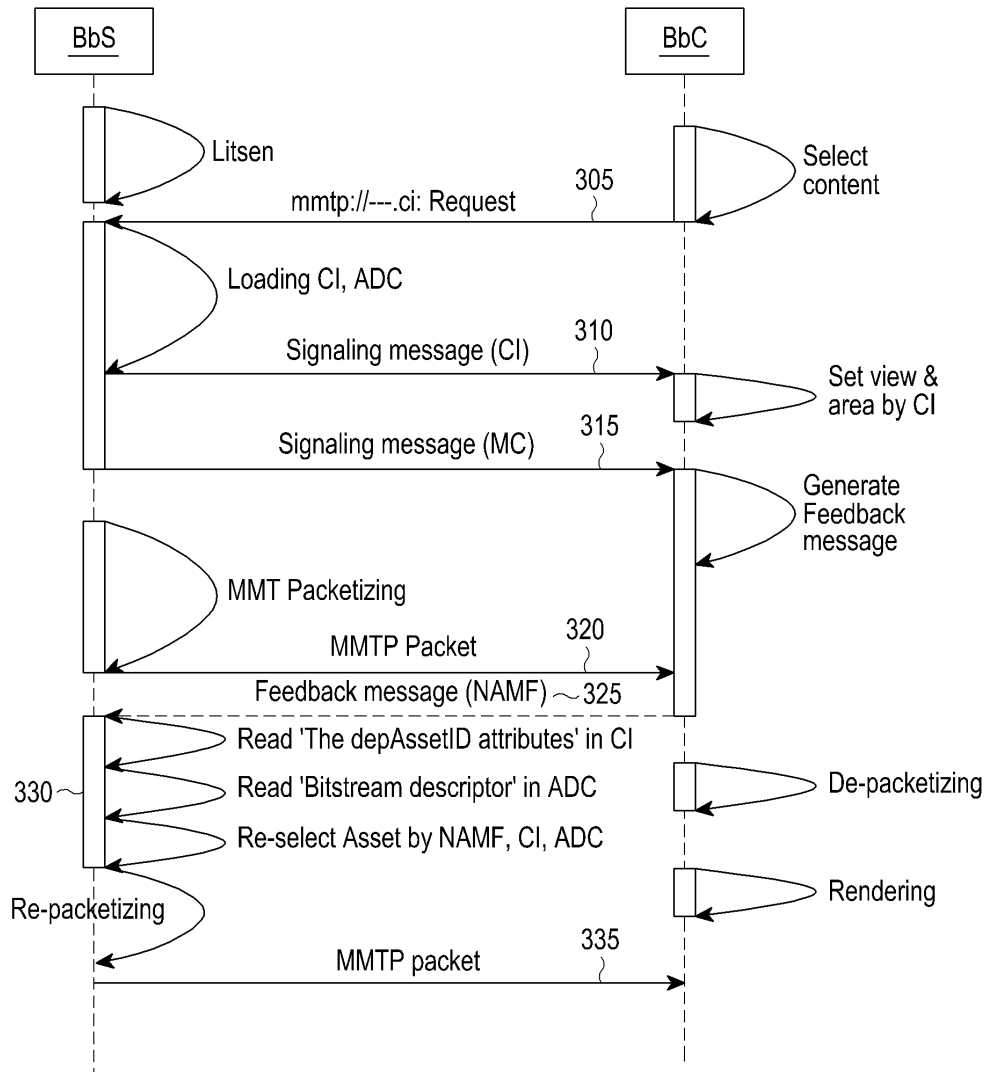 BbS
BbC
Litsen
Select
content
305
mmtp://---.ci: Request
Loading CI, ADC
310
Signaling message (CI)
Set view &
area by CI
315
Signaling message (MC)
Generate
Feedback
message
MMT Packetizing
320
MMTP Packet
Feedback message (NAMF) 325
Read 'The depAssetID attributes' in CI
330
Read 'Bitstream descriptor' in ADC
De-packetizing
Re-select Asset by NAMF, CI, ADC
Re-packetizing
Rendering
335
MMTP packet